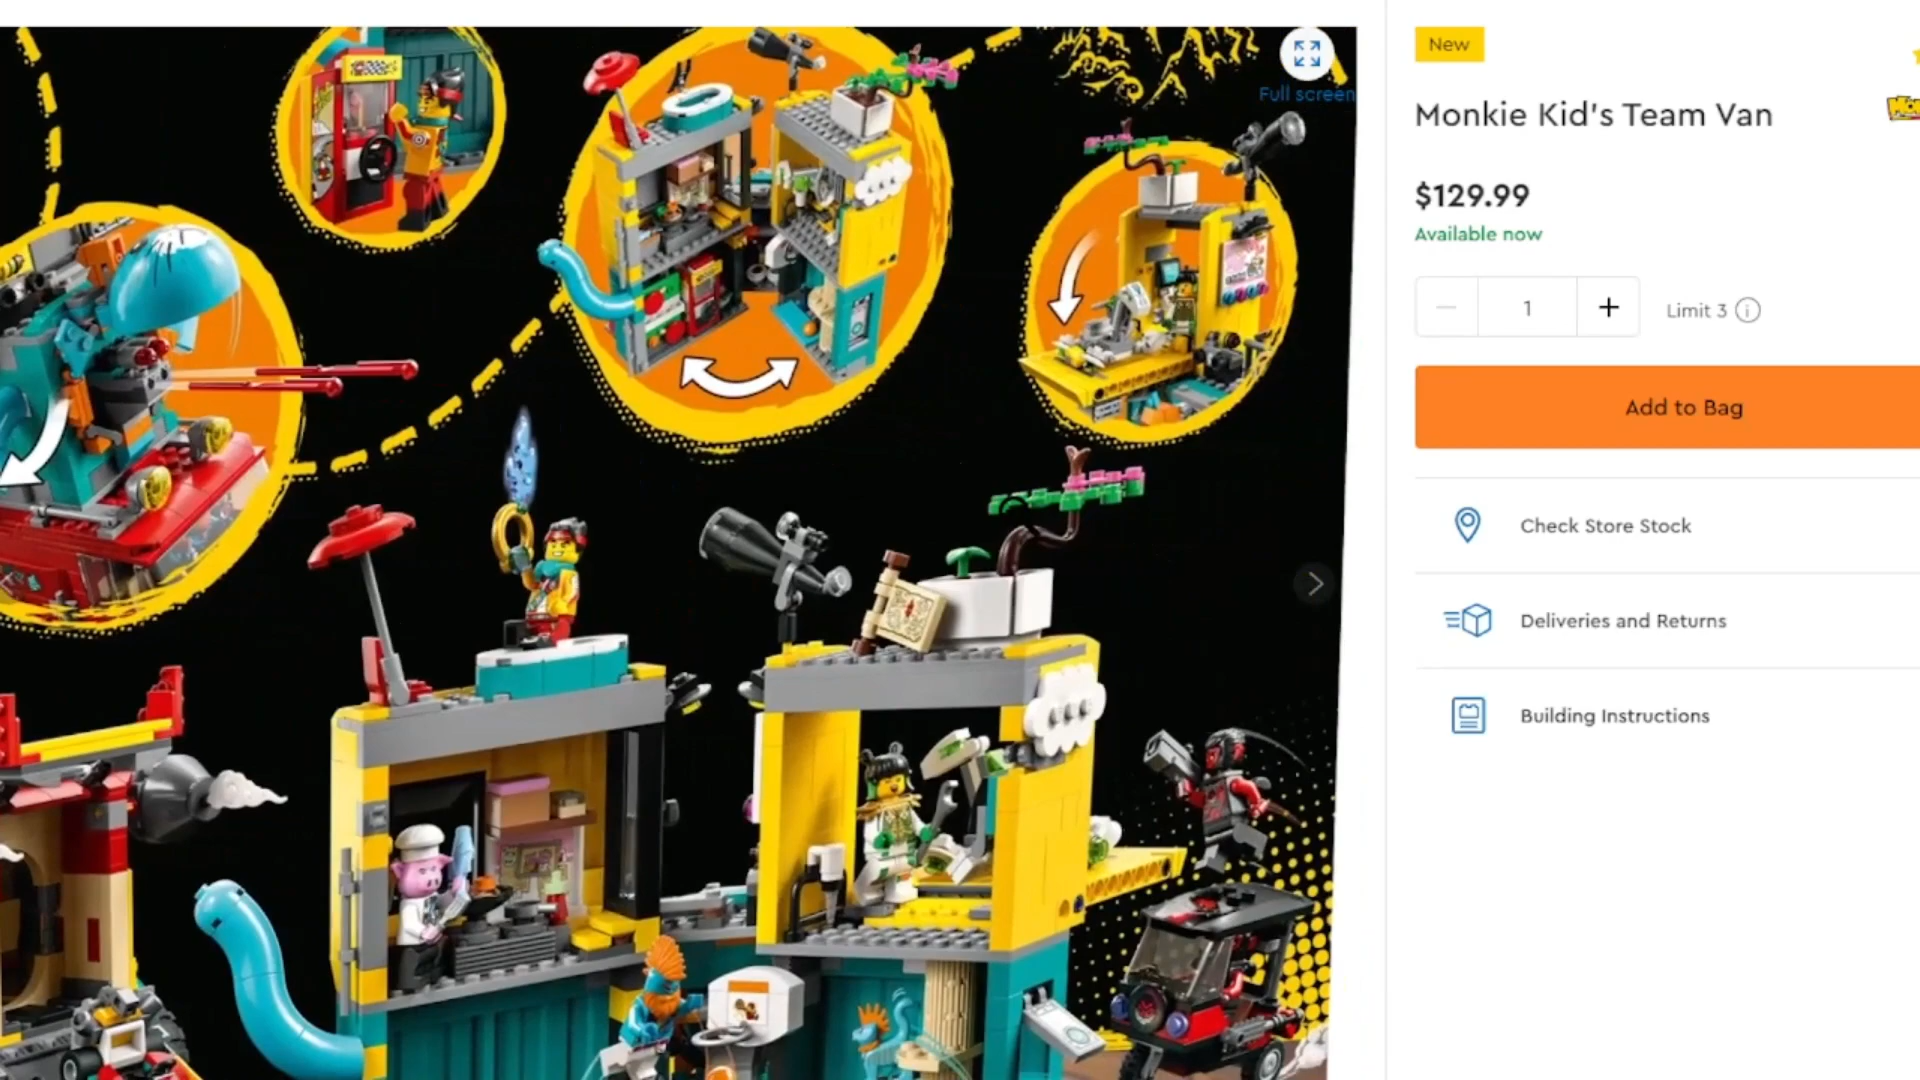 Full screen
New
Monkie Kid's Team Van
$129.99
Available now
1
Limit 3
Add to Bag
Check Store Stock
Deliveries and Returns
Building Instructions